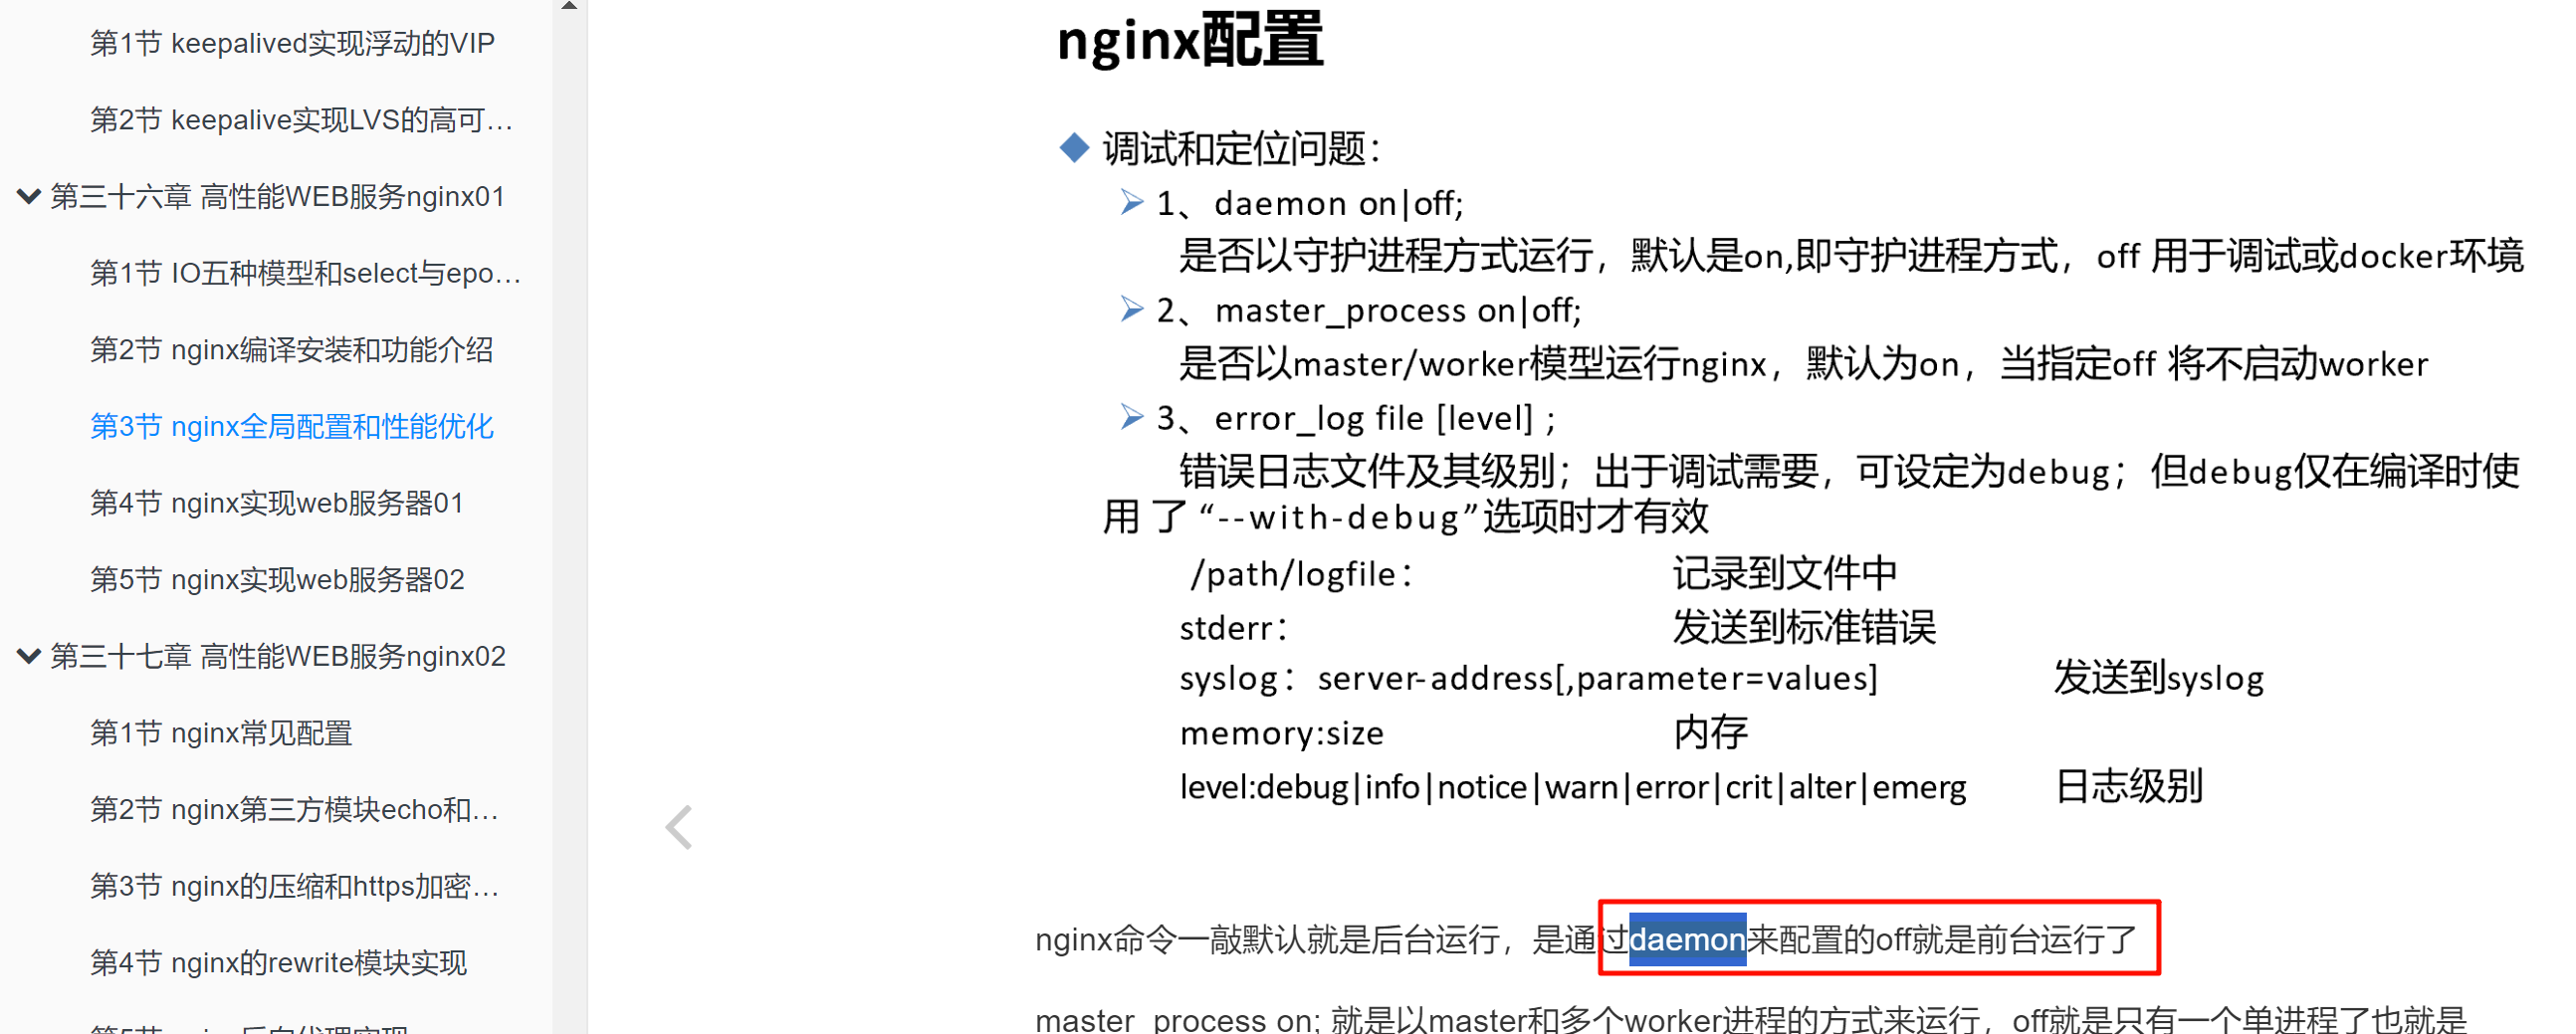 第1节 keepalived实现浮动的VIP
第2节 keepalive实现LVS的高可…
第三十六章 高性能WEB服务nginx01
第1节 IO五种模型和select与epo…
第2节 nginx编译安装和功能介绍
第3节 nginx全局配置和性能优化
第4节 nginx实现web服务器01
第5节 nginx实现web服务器02
第三十七章 高性能WEB服务nginx02
第1节 nginx常见配置
第2节 nginx第三方模块echo和…
第3节 nginx的压缩和https加密…
第4节 nginx的rewrite模块实现
nginx配置
调试和定位问题：
1、daemon on|off;
是否以守护进程方式运行，默认是on,即守护进程方式，off 用于调试或docker环境
2、master_process on|off;
是否以master/worker模型运行nginx，默认为on，当指定off 将不启动worker
3、error_log file [level] ;
错误日志文件及其级别；出于调试需要，可设定为debug；但debug仅在编译时使
用了“--with-debug”选项时才有效
/path/logfile： 记录到文件中
stderr： 发送到标准错误
syslog：server-address[,parameter=values] 发送到syslog
memory:size 内存
level:debug|info|notice|warn|error|crit|alter|emerg 日志级别
nginx命令一敲默认就是后台运行，是通过daemon来配置的off就是前台运行了
master_process on; 就是以master和多个worker进程的方式来运行，off就是只有一个单进程了也就是